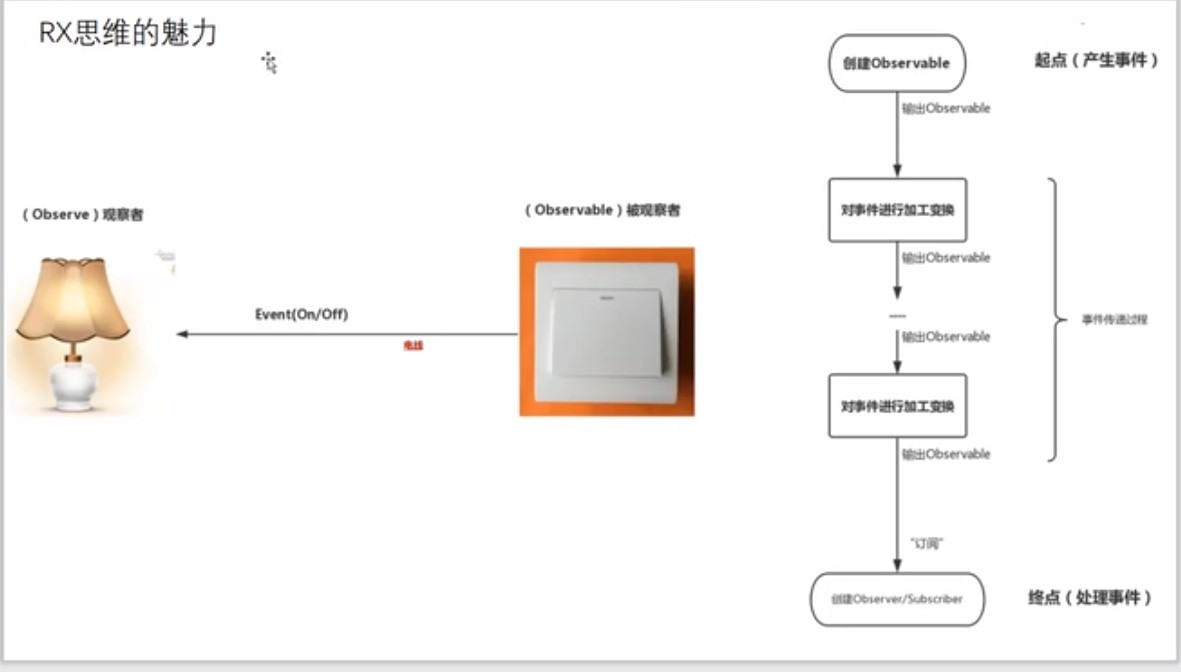 RX思维的魅力
（Observe）观察者
Event(On/Off)
电线
（Observable）被观察者
创建Observable
起点（产生事件）
输出Observable
对事件进行加工变换
输出Observable
......
输出Observable
事件传递过程
对事件进行加工变换
输出Observable
"订阅"
创建Observer/Subscriber
终点（处理事件）